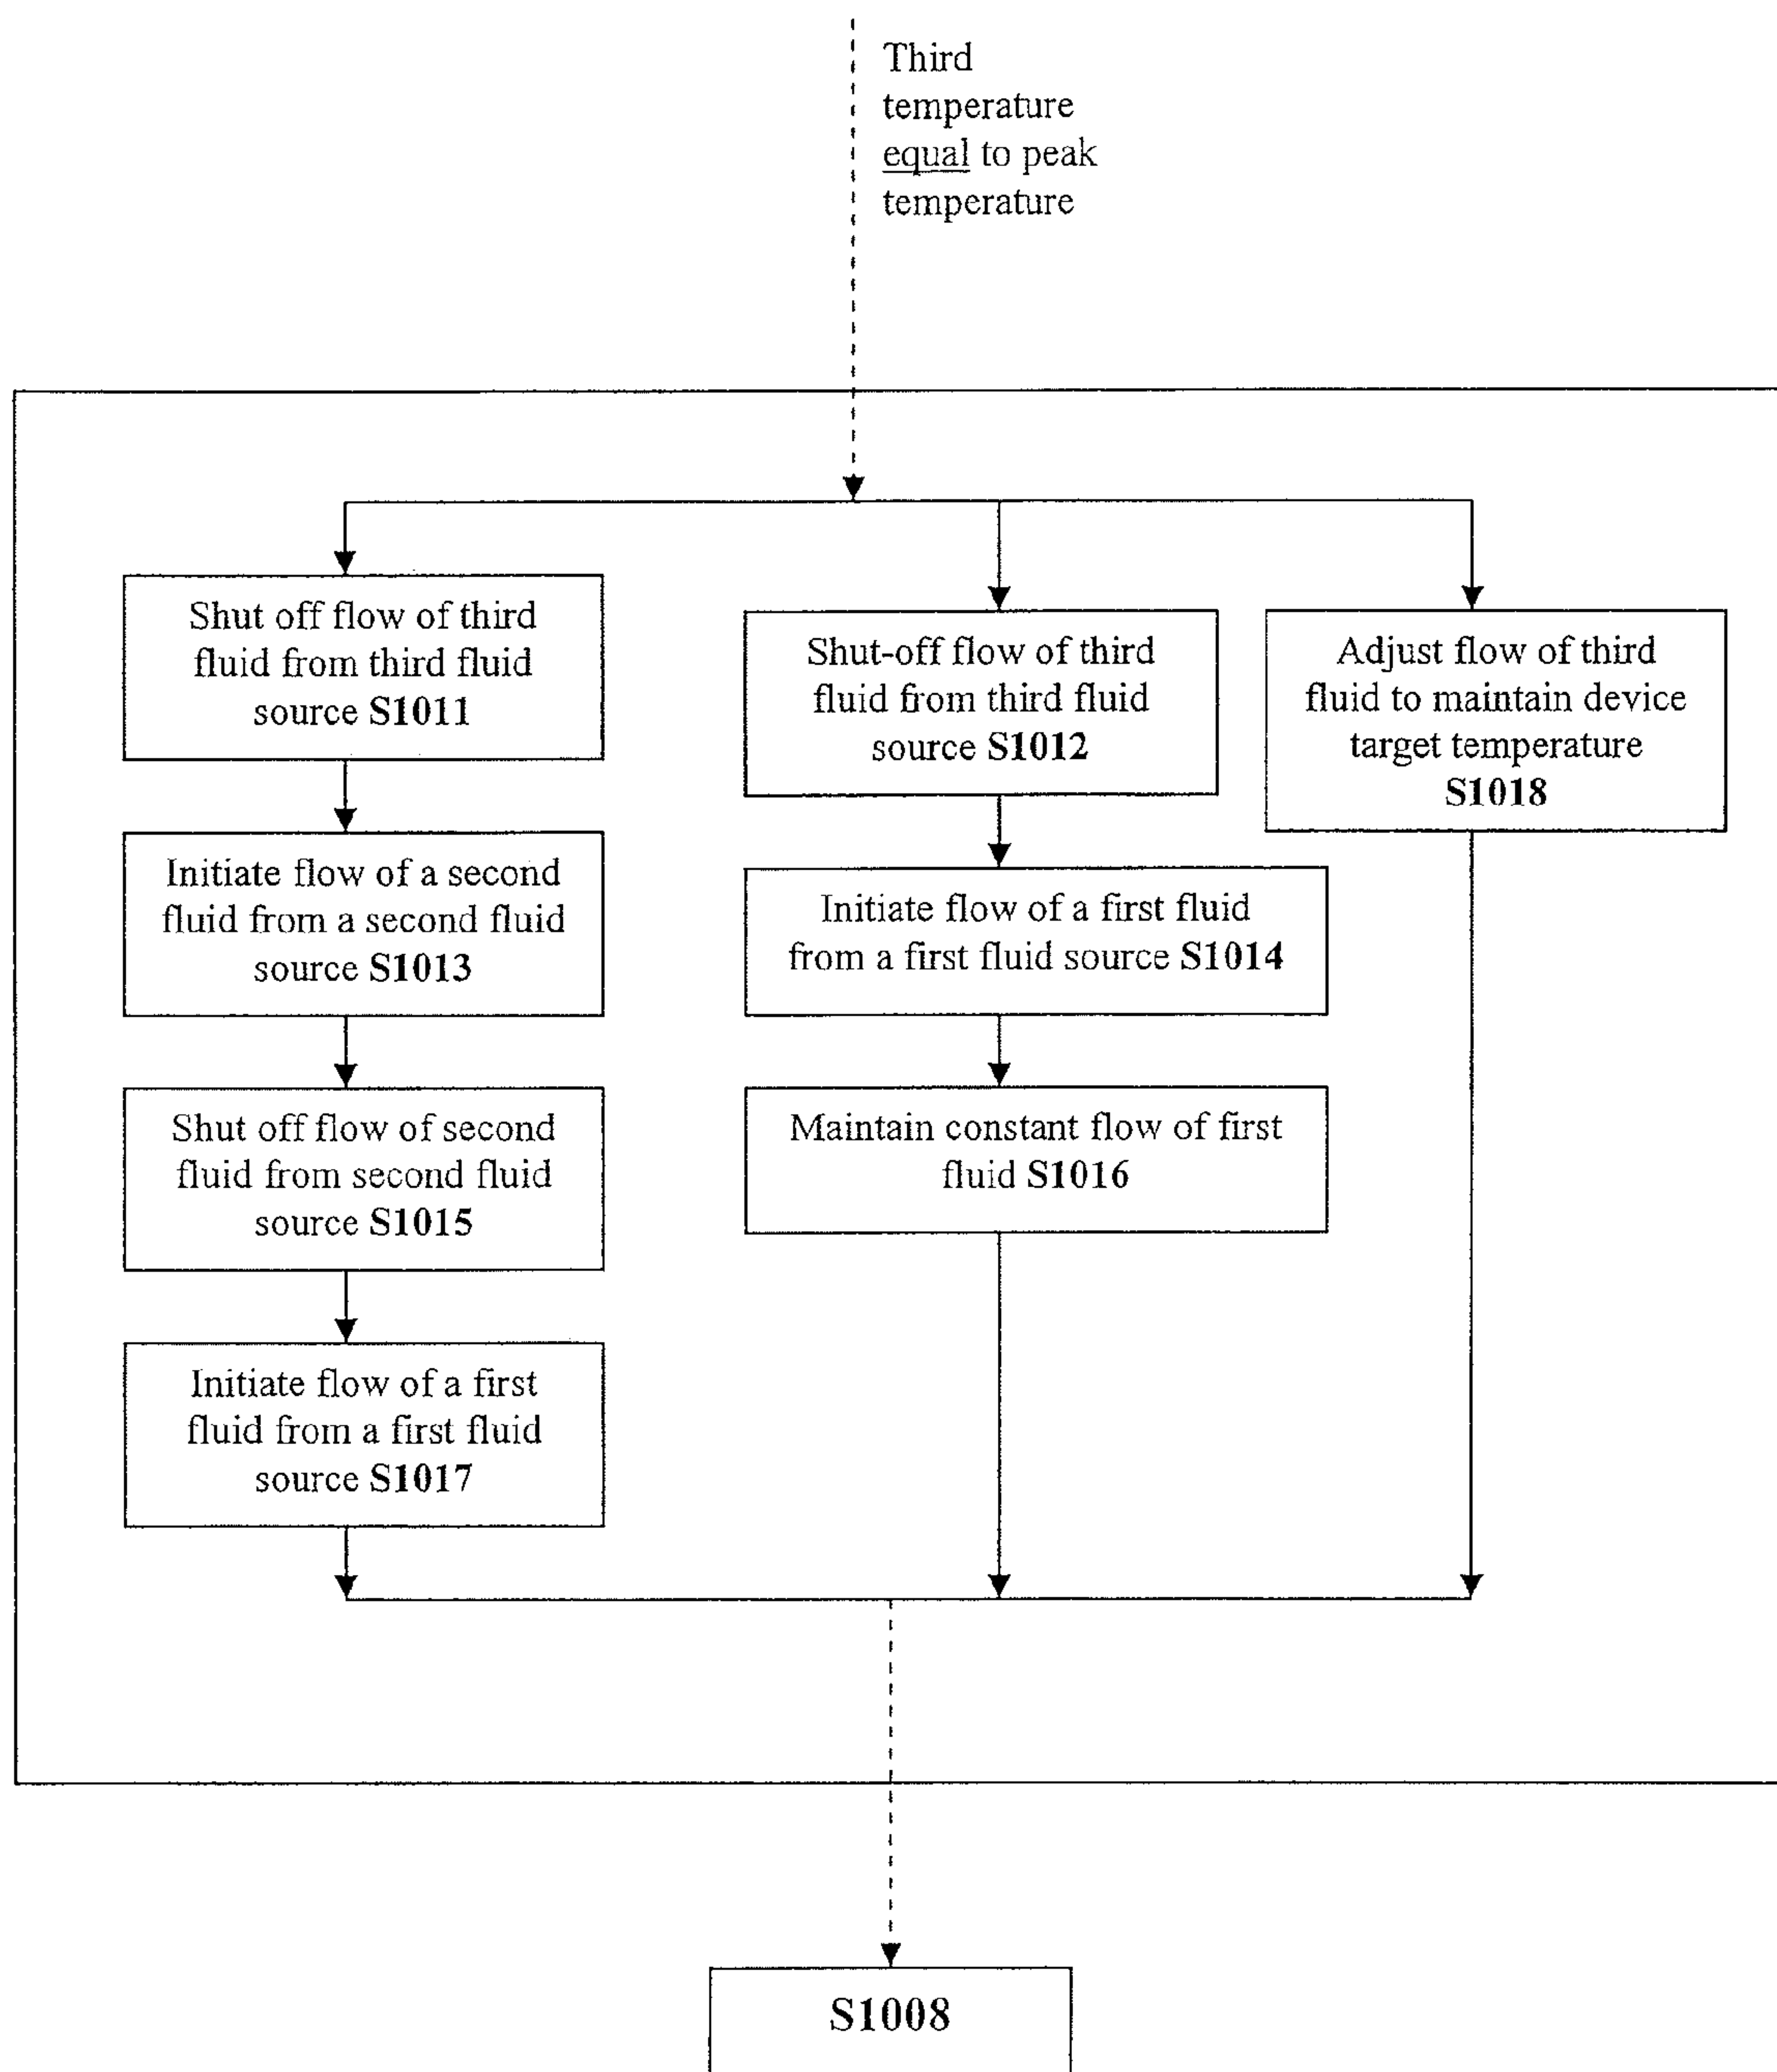 Third
temperature
equal to peak
temperature
Shut off flow of third
fluid from third fluid
source S1011
Initiate flow of a second
fluid from a second fluid
source S1013
Shut off flow of second
fluid from second fluid
source S1015
Initiate flow of a first
fluid from a first fluid
source S1017
Shut-off flow of third
fluid from third fluid
source S1012
Initiate flow of a first fluid
from a first fluid source S1014
Maintain constant flow of first
fluid S1016
Adjust flow of third
fluid to maintain device
target temperature
S1018
S1008